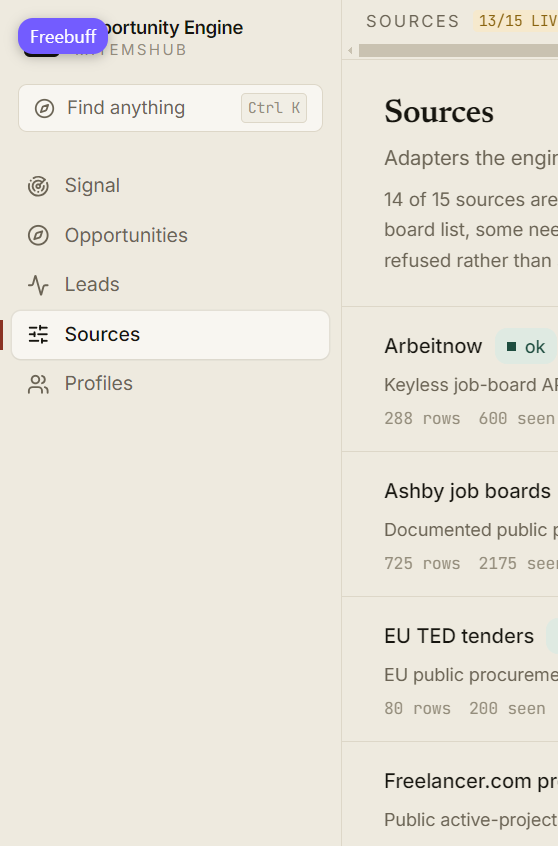 Freebuff
portunity Engine
TEMSHUB
Find anything
Ctrl K
Signal
Opportunities
Leads
Sources
Profiles
SOURCES 13/15 LIV
Sources
Adapters the engin
14 of 15 sources are
board list, some nee
refused rather than
Arbeitnow ok
Keyless job-board AP
288 rows 600 seen
Ashby job boards
Documented public p
725 rows 2175 seen
EU TED tenders
EU public procureme
80 rows 200 seen
Freelancer.com pr
Public active-project